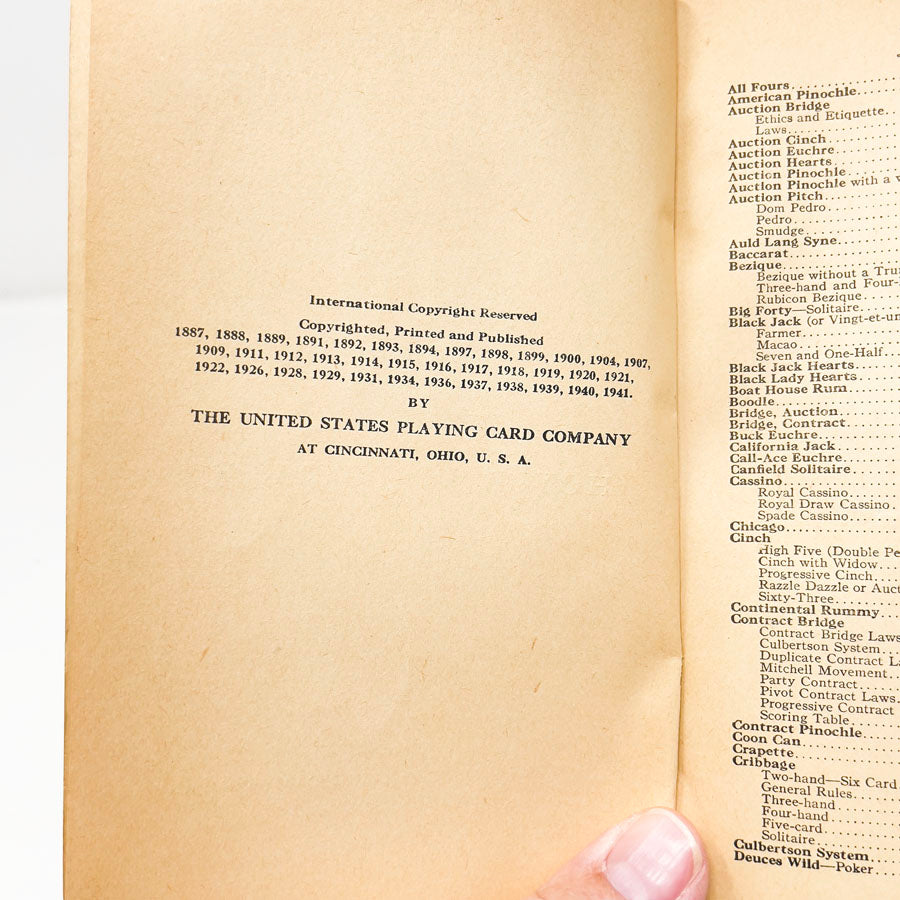 International Copyright Reserved
Copyrighted, Printed and Published
1887, 1888, 1889, 1891, 1892, 1893, 1894, 1897, 1898, 1899, 1900, 1904, 1907,
1909, 1911, 1912, 1913, 1914, 1915, 1916, 1917, 1918, 1919, 1920, 1921,
1922, 1926, 1928, 1929, 1931, 1934, 1936, 1937, 1938, 1939, 1940, 1941.
BY
THE UNITED STATES PLAYING CARD COMPANY
AT CINCINNATI, OHIO, U. S. A.
All Fours
American Pinochle
Auction Bridge
Ethics and Etiquette
Laws
Auction Cinch
Auction Euchre
Auction Hearts
Auction Pinochle
Auction Pinochle with a
Auction Pitch
Dom Pedro
Pedro
Smudge
Auld Lang Syne
Baccarat
Bezique
Bezique without a Tru
Three-hand and Four-
Rubicon Bezique
Big Forty—Solitaire
Black Jack (or Vingt-et-un
Farmer
Macao
Seven and One-Half
Black Jack Hearts
Black Lady Hearts
Boat House Rum
Boodle
Bridge, Auction
Bridge, Contract
Buck Euchre
California Jack
Call-Ace Euchre
Canfield Solitaire
Cassino
Royal Cassino
Royal Draw Cassino
Spade Cassino
Chicago
Cinch
High Five (Double Pe
Cinch with Widow
Progressive Cinch
Razzle Dazzle or Auct
Sixty-Three
Continental Rummy
Contract Bridge
Contract Bridge Laws
Culbertson System
Duplicate Contract La
Mitchell Movement
Party Contract
Pivot Contract Laws
Progressive Contract
Scoring Table
Contract Pinochle
Coon Can
Crapette
Cribbage
Two-hand—Six Card
General Rules
Three-hand
Four-hand
Five-card
Solitaire
Culbertson System
Deuces Wild—Poker